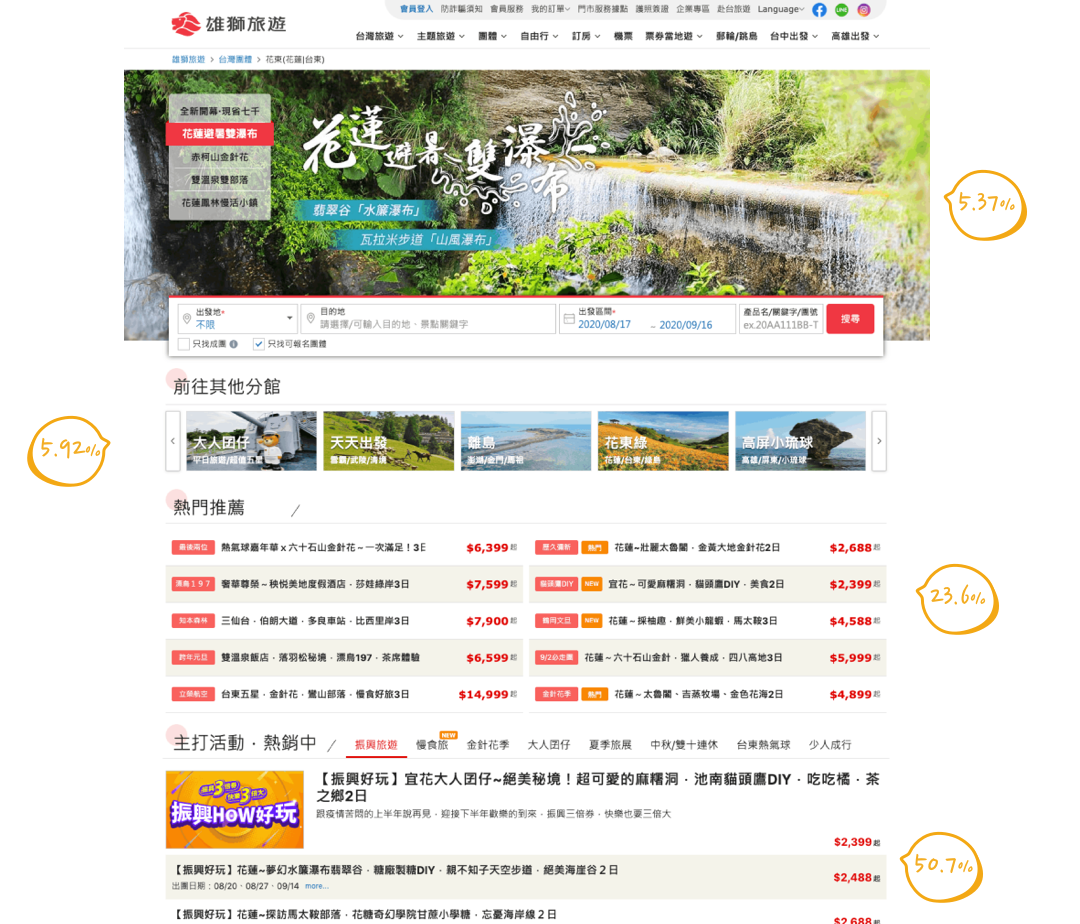 會員登入 防詐騙須知 會員服務 我的訂單 門市服務據點 護照簽證 企業專區 赴台旅遊 Language
雄獅旅遊
台灣旅遊 主題旅遊 團體 自由行 訂房 機票 票券當地遊 郵輪/跳島 台中出發 高雄出發
雄獅旅遊 > 台灣團體 > 花東(花蓮|台東)
全新開幕·現省七千
花蓮避暑雙瀑布
赤柯山金針花
雙溫泉雙部落
花蓮鳳林慢活小鎮
花蓮避暑雙瀑布
翡翠谷「水簾瀑布」
瓦拉米步道「山風瀑布」
5.37%
出發地*
不限
目的地
請選擇/可輸入目的地、景點關鍵字
出發區間*
2020/08/17 ~ 2020/09/16
產品名/關鍵字/團號
ex.20AA111BB-T
搜尋
只找成團
只找可報名團體
前往其他分館
大人囝仔
平日旅遊/超值五星
天天出發
離島
澎湖/金門/馬祖
花東綠
花蓮/台東/綠島
高屏小琉球
高雄/屏東/小琉球
5.92%
熱門推薦
最後兩位 熱氣球嘉年華ｘ六十石山金針花～一次滿足！3日 $6,399起
歷久彌新 熱門 花蓮~壯麗太魯閣．金黃大地金針花2日 $2,688起
漂鳥１９７ 奢華尊榮～秧悦美地度假酒店．莎娃綠岸3日 $7,599起
貓頭鷹DIY NEW 宜花～可愛麻糬洞．貓頭鷹DIY．美食2日 $2,399起
知本森林 三仙台．伯朗大道．多良車站．比西里岸3日 $7,900起
鶴岡文旦 NEW 花蓮～採柚趣．鮮美小龍蝦．馬太鞍3日 $4,588起
跨年元旦 雙溫泉飯店．落羽松秘境．漂鳥197．茶席體驗 $6,599起
9/2必走團 花蓮～六十石山金針．獵人養成．四八高地3日 $5,999起
立榮航空 台東五星．金針花．鸞山部落．慢食好旅3日 $14,999起
金針花季 熱門 花蓮～太魯閣、吉蒸牧場、金色花海2日 $4,899起
23.6%
主打活動．熱銷中
振興旅遊 慢食旅 NEW 金針花季 大人囝仔 夏季旅展 中秋/雙十連休 台東熱氣球 少人成行
振興3倍券 快樂3倍大
振興HOW好玩
【振興好玩】宜花大人囝仔~絕美秘境！超可愛的麻糬洞．池南貓頭鷹DIY．吃吃橘．茶
之鄉2日
跟疫情苦悶的上半年說再見．迎接下半年歡樂的到來．振興三倍券．快樂也要三倍大
$2,399起
【振興好玩】花蓮~夢幻水簾瀑布翡翠谷．糖廠製糖DIY．親不知子天空步道．絕美海崖谷２日
出團日期：08/20、08/27、09/14 more...
$2,488起
50.7%
【振興好玩】花蓮~探訪馬太鞍部落．花糖奇幻學院甘蔗小學糖．忘憂海岸線２日
$2,688起